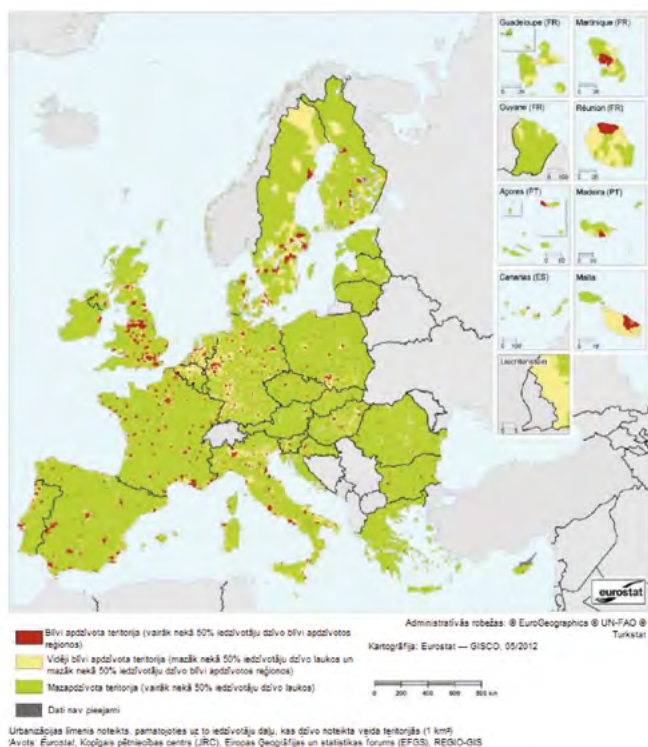 Guadeloupe (FR)
Martinique (FR)
Guyane (FR)
Réunion (FR)
Açores (PT)
Madeira (PT)
Canarias (ES)
Malta
Liechtenstein
eurostat
Blīvi apdzīvota teritorija (vairāk nekā 50% iedzīvotāju dzīvo blīvi apdzīvotos
reģionos)
Vidēji blīvi apdzīvota teritorija (mazāk nekā 50% iedzīvotāju dzīvo laukos un
mazāk nekā 50% iedzīvotāju dzīvo blīvi apdzīvotos reģionos)
Mazapdzīvota teritorija (vairāk nekā 50% iedzīvotāju dzīvo laukos)
Dati nav pieejami
Administratīvās robežas: ® EuroGeographics ® UN-FAO ®
Turkstat
Kartogrāfija: Eurostat — GISCO, 05/2012
0 200 400 600 800 km
Urbanizācijas līmenis noteikts, pamatojoties uz to iedzīvotāju daļu, kas dzīvo noteikta veida teritorijās (1 km²)
Avots: Eurostat, Kopīgais pētniecības centrs (JRC), Eiropas Ģeogrāfijas un statistikas forums (EFGS), REGIO-GIS